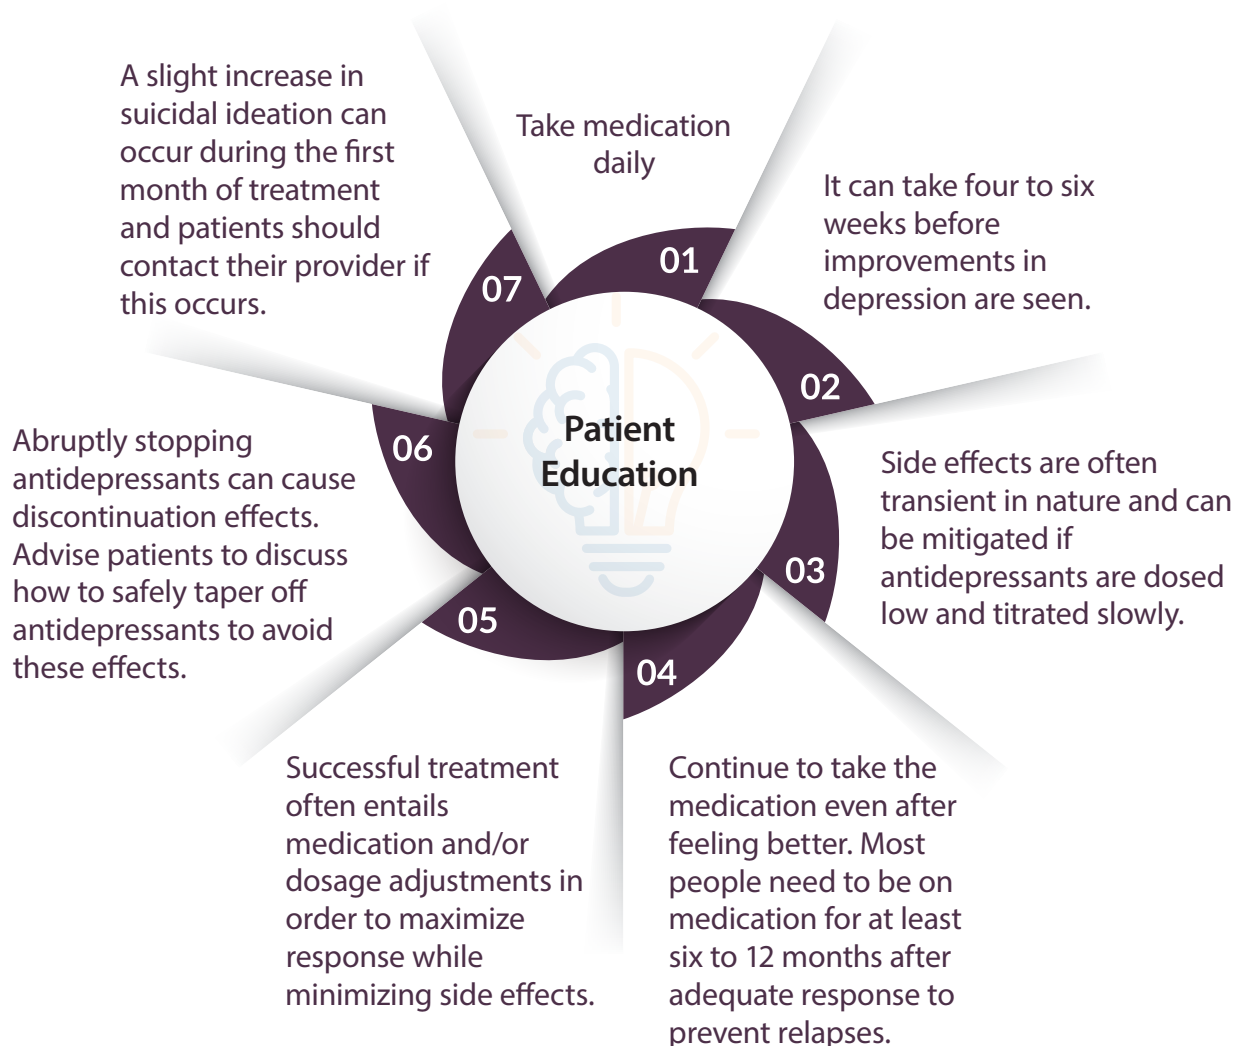 Patient
Education
01
Take medication
daily
02
It can take four to six
weeks before
improvements in
depression are seen.
03
Side effects are often
transient in nature and can
be mitigated if
antidepressants are dosed
low and titrated slowly.
04
Continue to take the
medication even after
feeling better. Most
people need to be on
medication for at least
six to 12 months after
adequate response to
prevent relapses.
05
Successful treatment
often entails
medication and/or
dosage adjustments in
order to maximize
response while
minimizing side effects.
06
Abruptly stopping
antidepressants can cause
discontinuation effects.
Advise patients to discuss
how to safely taper off
antidepressants to avoid
these effects.
07
A slight increase in
suicidal ideation can
occur during the first
month of treatment
and patients should
contact their provider if
this occurs.